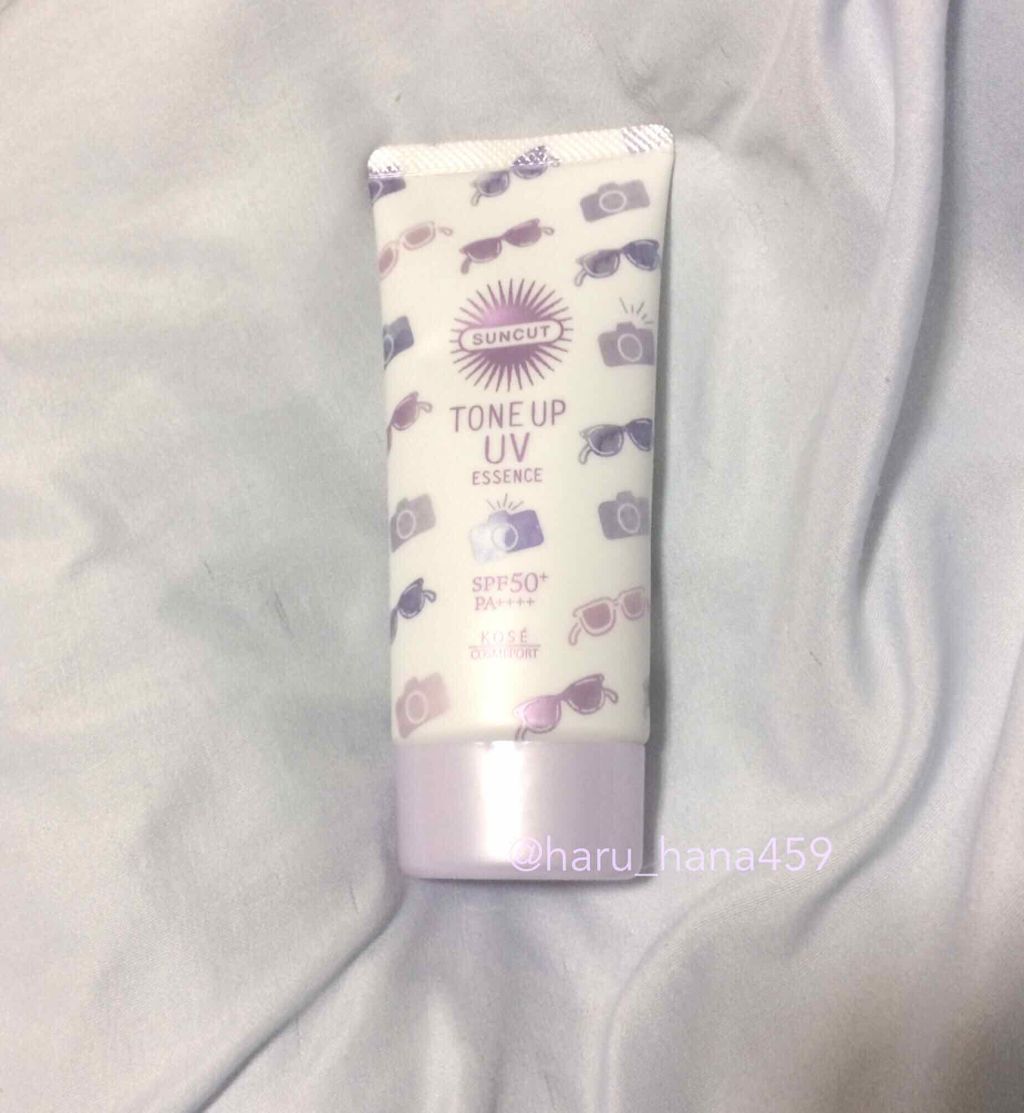 SUNCUT
TONE UP
UV
ESSENCE
SPF50+
PA++++
KOSÉ
COSMEPORT
@haru_hana459